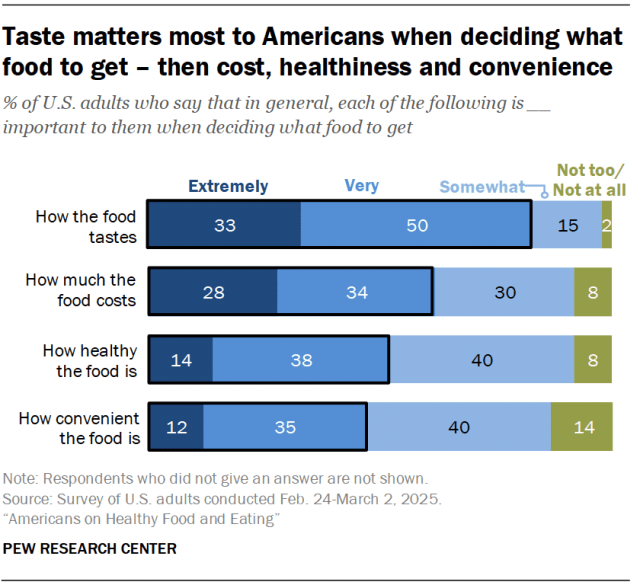 Taste matters most to Americans when deciding what
food to get – then cost, healthiness and convenience
% of U.S. adults who say that in general, each of the following is __
important to them when deciding what food to get
Extremely Very Somewhat Not too/
Not at all
How the food
tastes
33 50 15 2
How much the
food costs
28 34 30 8
How healthy
the food is
14 38 40 8
How convenient
the food is
12 35 40 14
Note: Respondents who did not give an answer are not shown.
Source: Survey of U.S. adults conducted Feb. 24-March 2, 2025.
“Americans on Healthy Food and Eating”
PEW RESEARCH CENTER